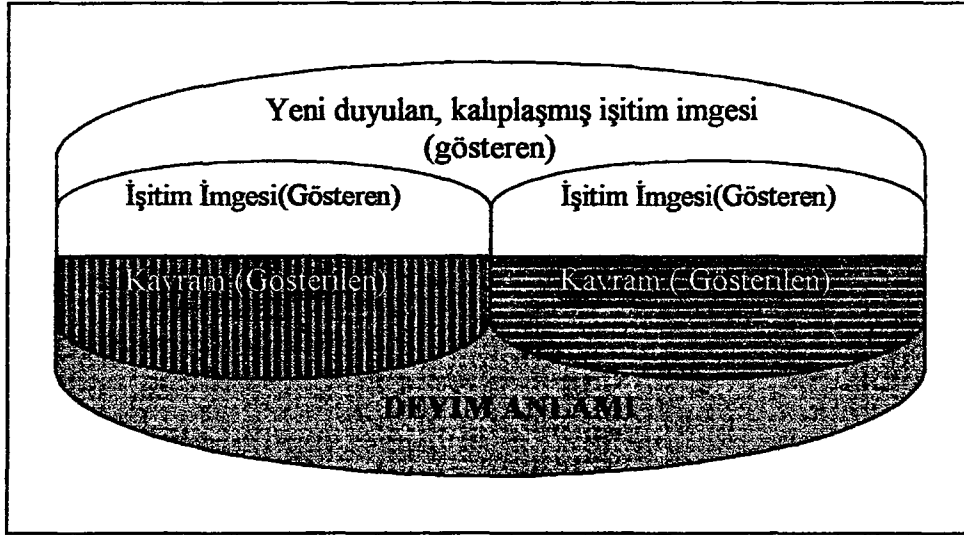 Yeni duyulan, kalıplaşmış işitim imgesi
(gösteren)
İşitim İmgesi(Gösteren) İşitim İmgesi(Gösteren)
Kavram (Gösterilen) Kavram ( Gösterilen)
DEYİM ANLAMI